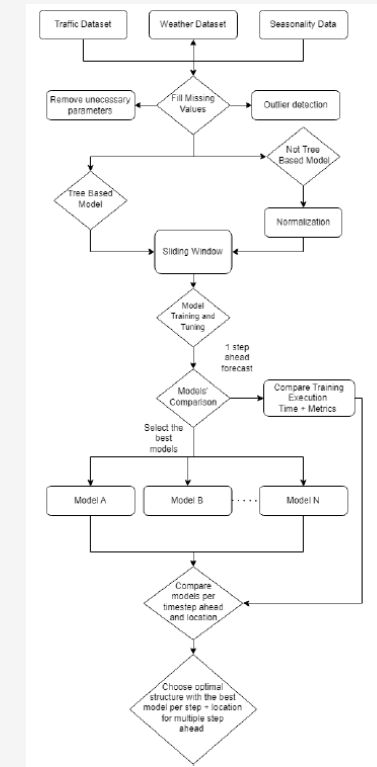 Traffic Dataset
Weather Dataset
Seasonality Data
Remove unecessary
parameters
Fill Missing
Values
Outlier detection
Not Tree
Based Model
Tree Based
Model
Normalization
Sliding Window
Model
Training and
Tuning
1 step
ahead
forecast
Models'
Comparison
Compare Training
Execution
Time + Metrics
Select the
best
models
Model A
Model B
.....
Model N
Compare
models per
timestep ahead
and location
Choose optimal
structure with the best
model per step + location
for multiple step
ahead